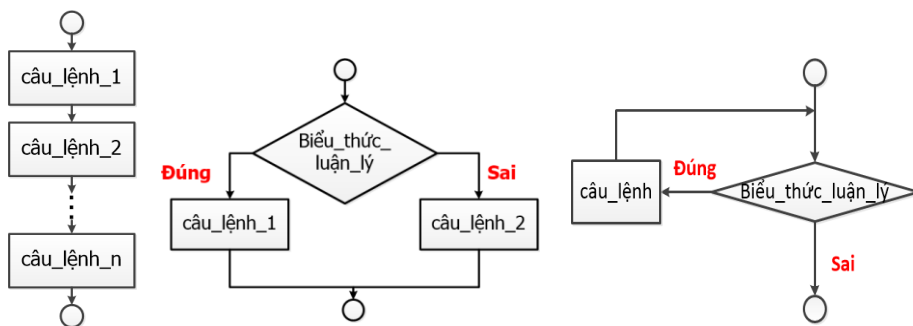 câu_lệnh_1
câu_lệnh_2
câu_lệnh_n
Biểu_thức_
luận_lý
Đúng
Sai
câu_lệnh_1
câu_lệnh_2
Đúng
câu_lệnh
Biểu_thức_luận_lý
Sai